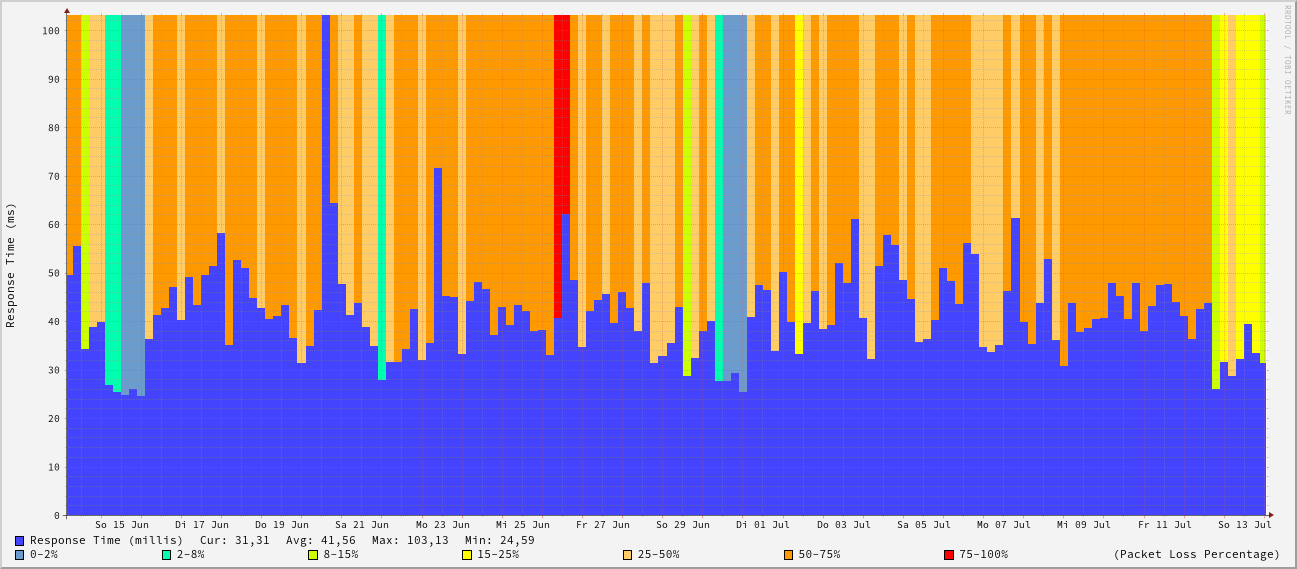 RRDTOOL / TOBI OETIKER
Response Time (ms)
100
90
80
70
60
50
40
30
20
10
0
So 15 Jun Di 17 Jun Do 19 Jun Sa 21 Jun Mo 23 Jun Mi 25 Jun Fr 27 Jun So 29 Jun Di 01 Jul Do 03 Jul Sa 05 Jul Mo 07 Jul Mi 09 Jul Fr 11 Jul So 13 Jul
Response Time (millis) Cur: 31,31 Avg: 41,56 Max: 103,13 Min: 24,59
0-2% 2-8% 8-15% 15-25% 25-50% 50-75% 75-100% (Packet Loss Percentage)